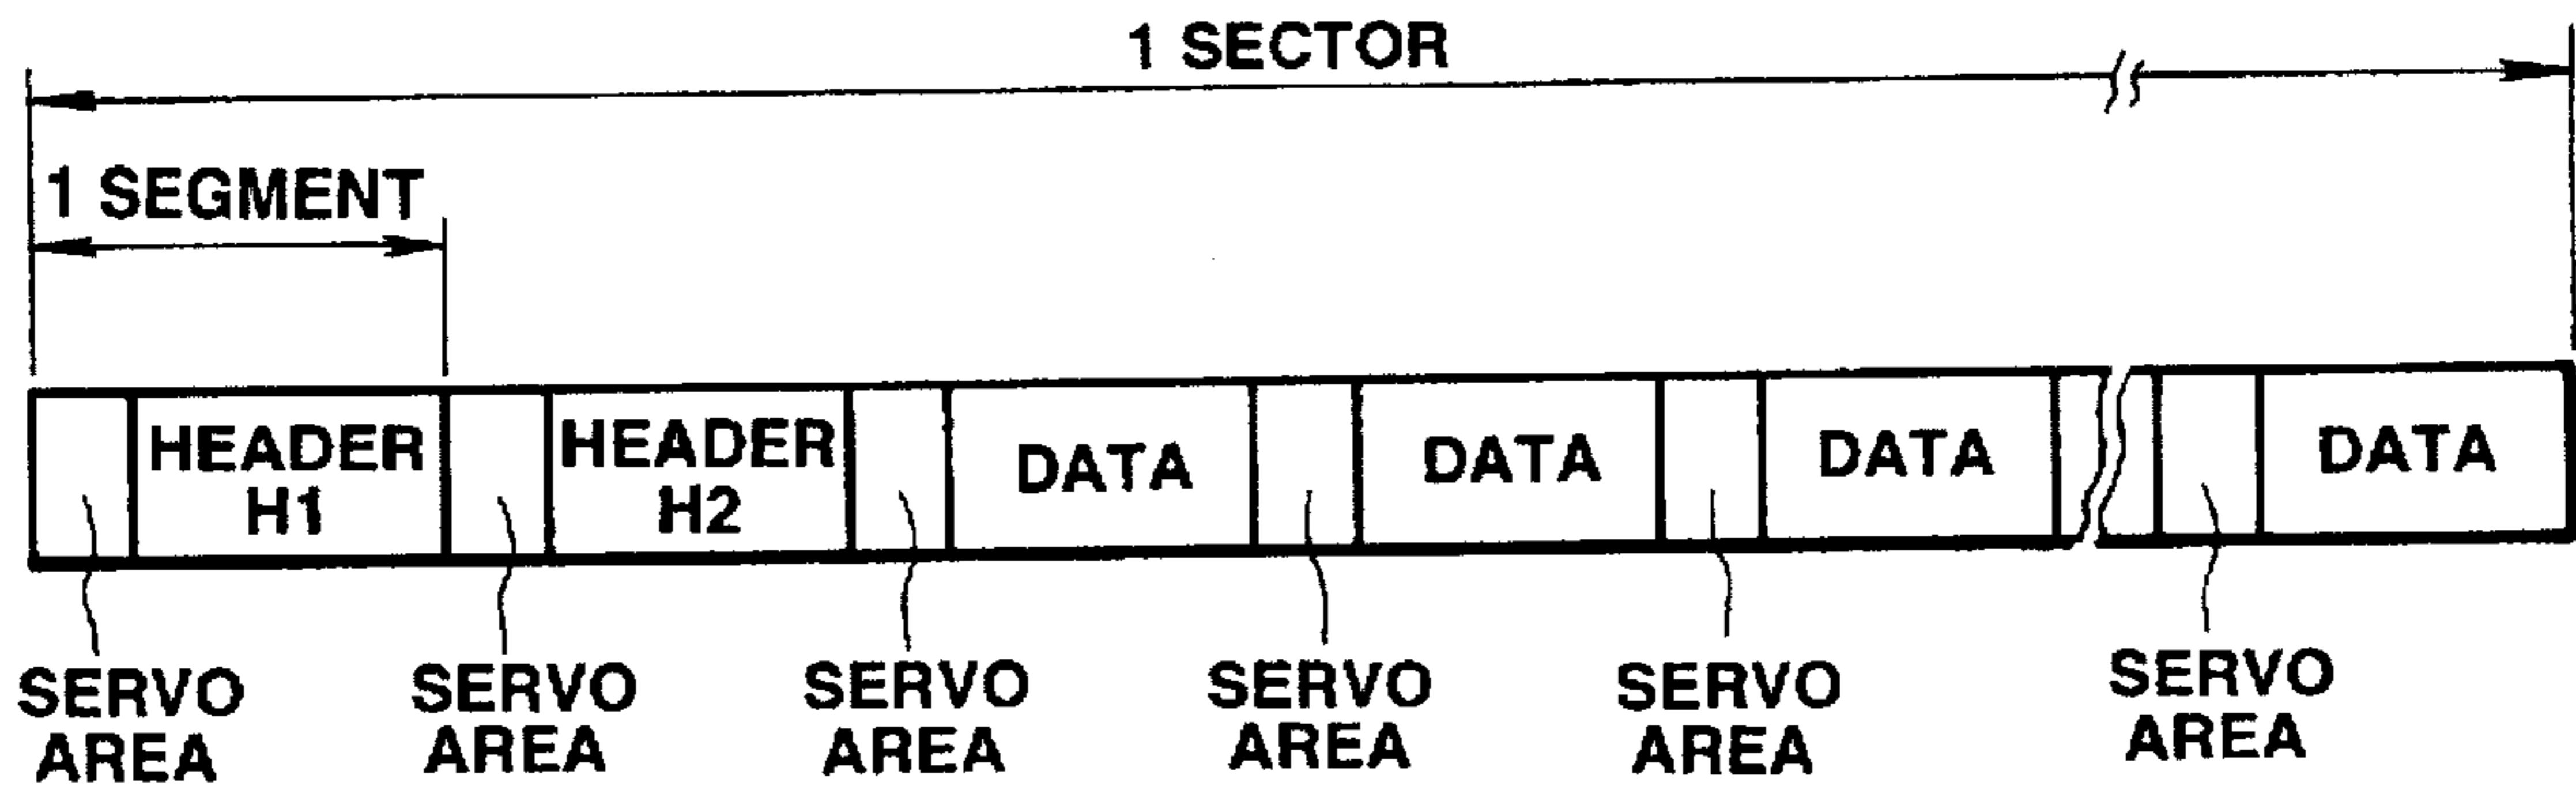 1 SECTOR
1 SEGMENT
HEADER
H1
HEADER
H2
DATA
DATA
DATA
DATA
SERVO
AREA
SERVO
AREA
SERVO
AREA
SERVO
AREA
SERVO
AREA
SERVO
AREA